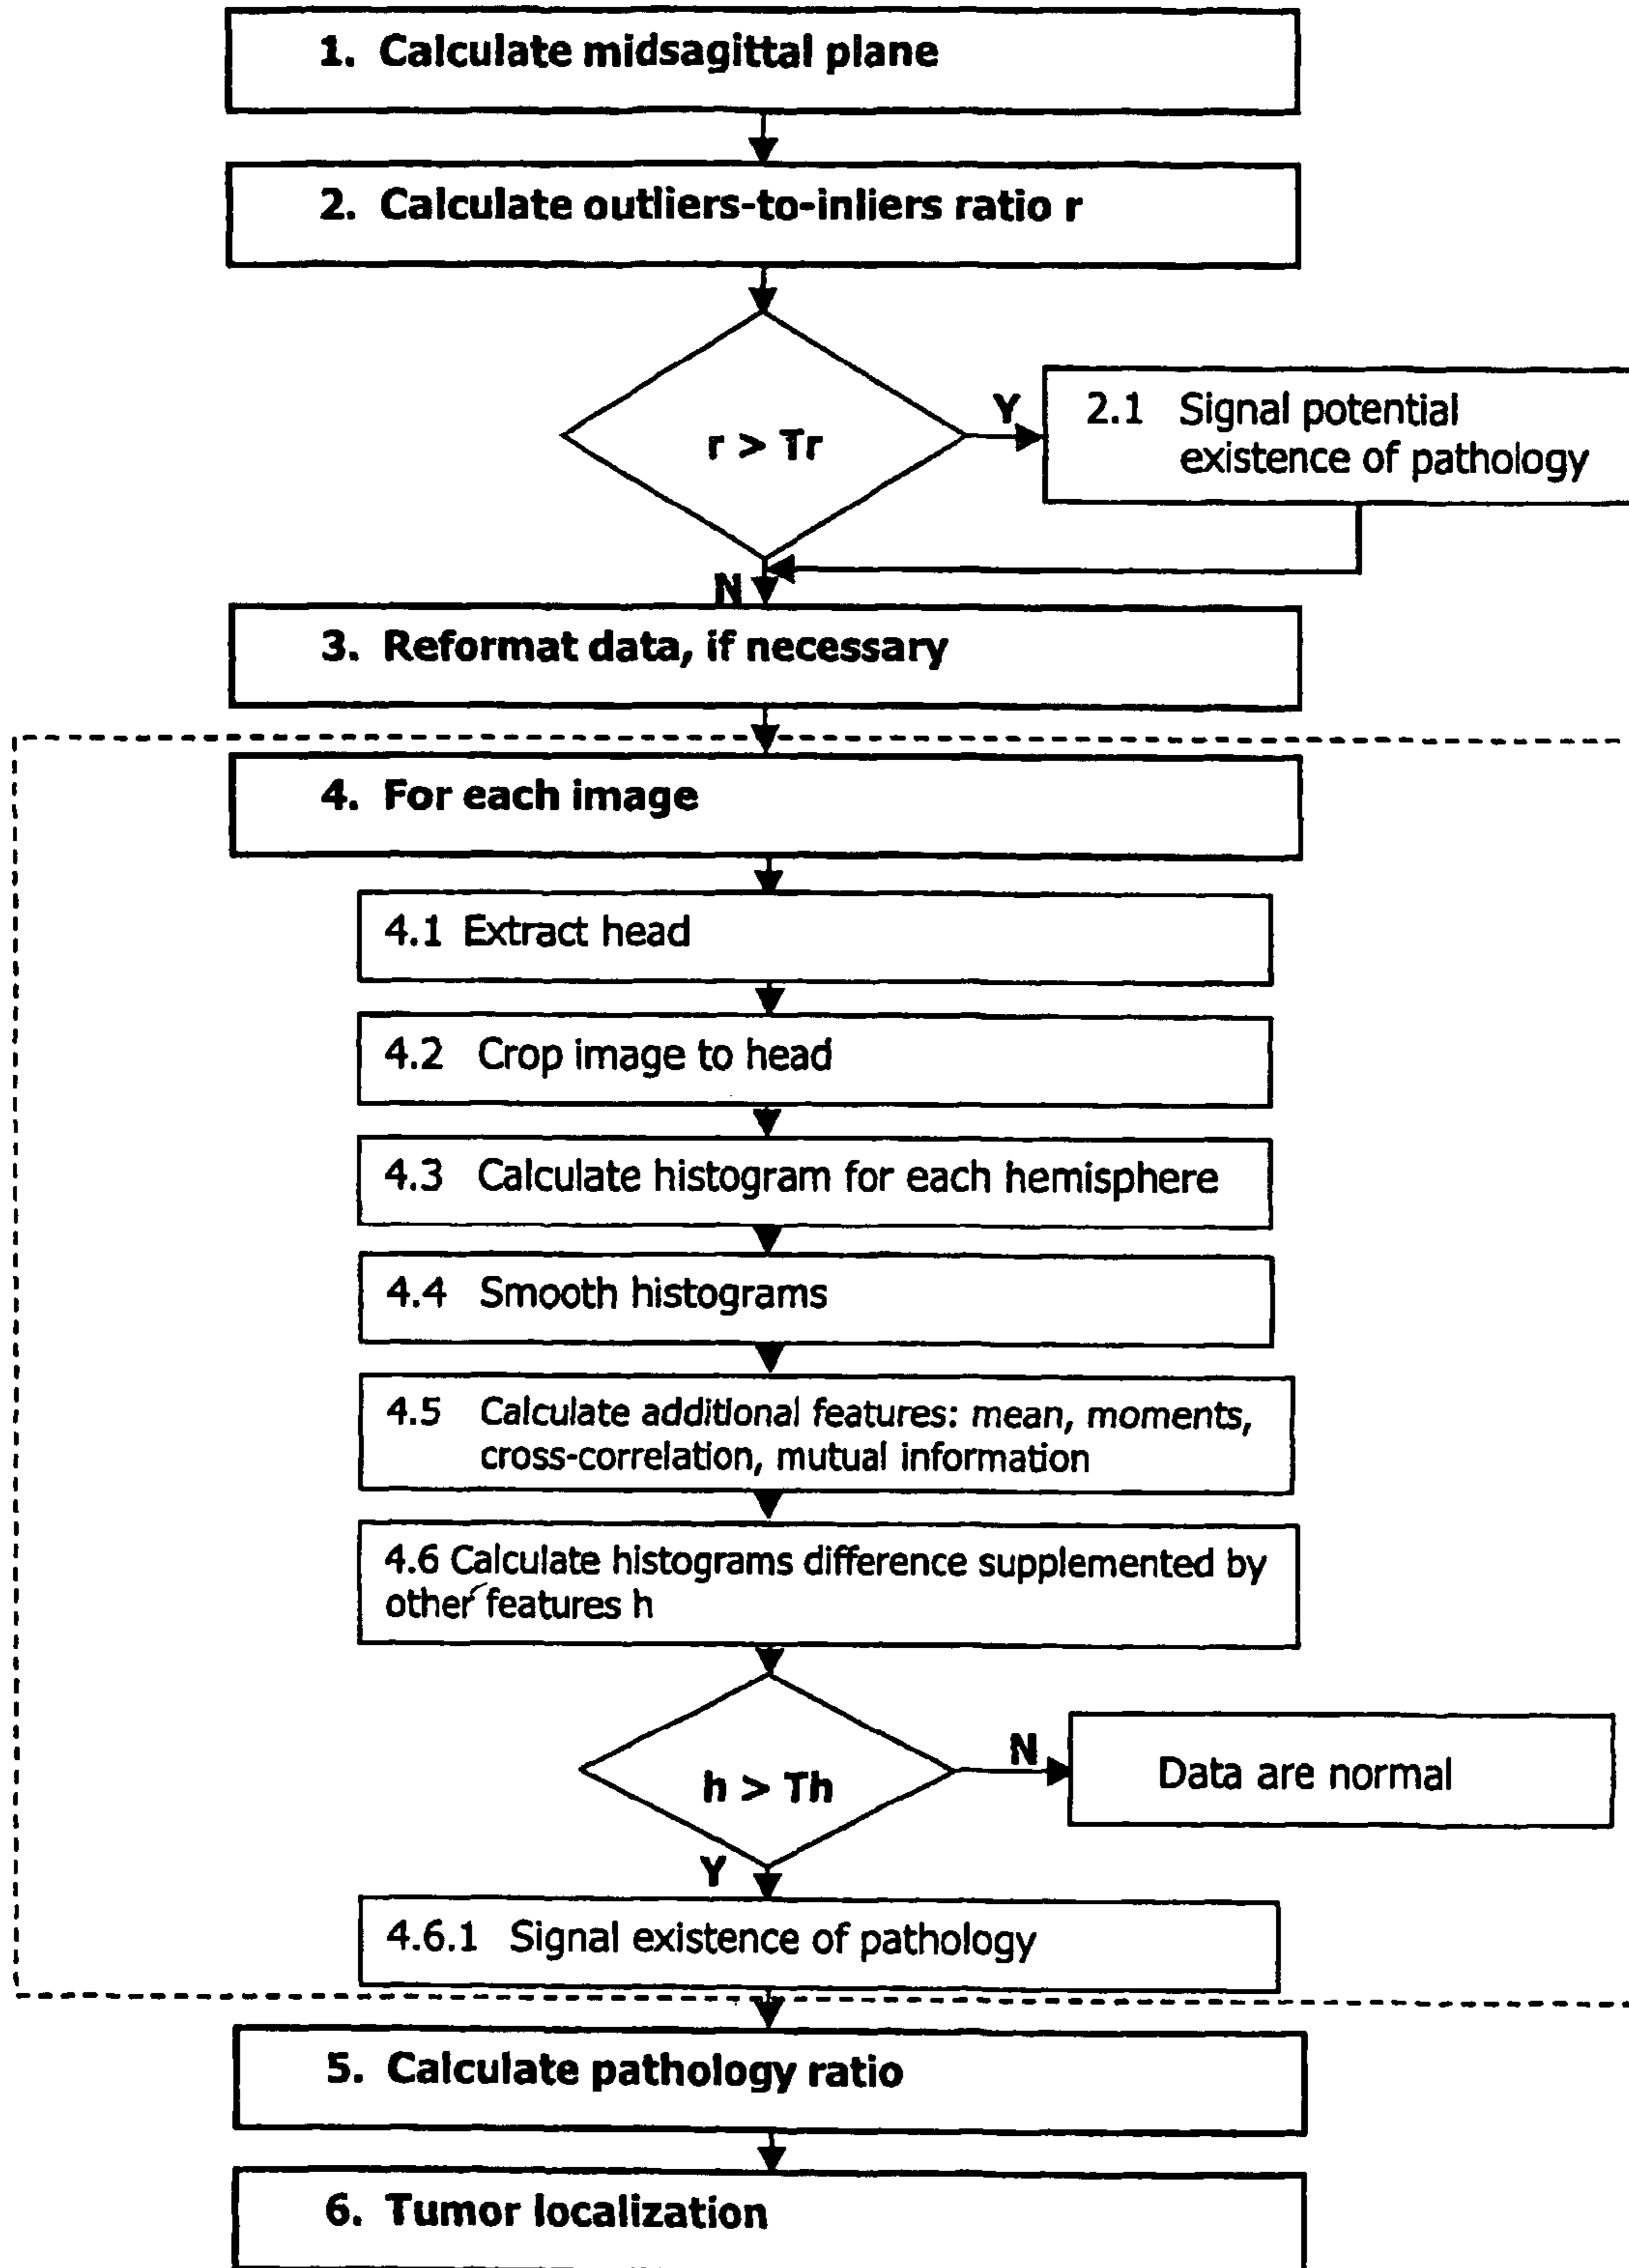 1. Calculate midsagittal plane
2. Calculate outliers-to-inliers ratio r
r > Tr
Y
2.1 Signal potential
existence of pathology
N
3. Reformat data, if necessary
4. For each image
4.1 Extract head
4.2 Crop image to head
4.3 Calculate histogram for each hemisphere
4.4 Smooth histograms
4.5 Calculate additional features: mean, moments,
cross-correlation, mutual information
4.6 Calculate histograms difference supplemented by
other features h
h > Th
N
Data are normal
Y
4.6.1 Signal existence of pathology
5. Calculate pathology ratio
6. Tumor localization